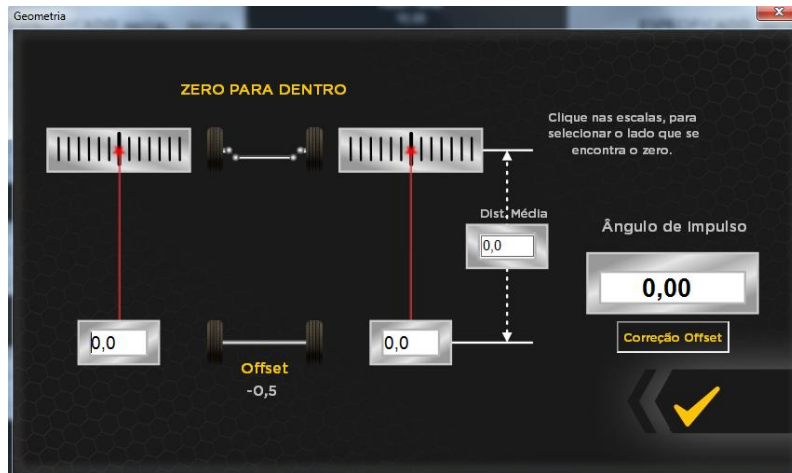 Geometria
x
ZERO PARA DENTRO
Clique nas escalas, para
selecionar o lado que se
encontra o zero.
Dist. Média
0,0
Ângulo de Impulso
0,00
0,0
0,0
Correção Offset
Offset
-0,5